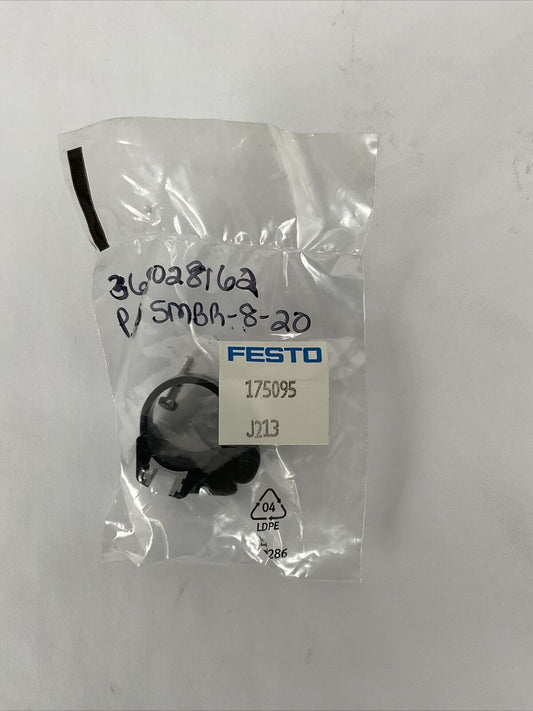 36028162
P/ SMBR-8-20
FESTO
175095
J213
04
LDPE
286